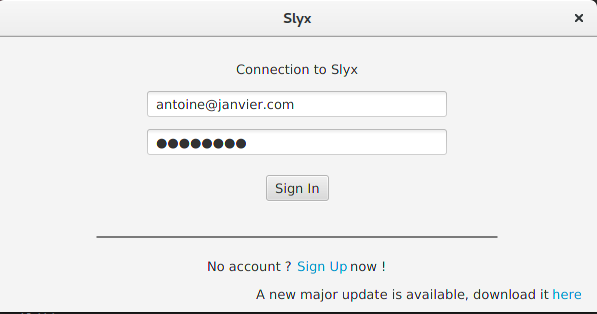 Slyx
Connection to Slyx
antoine@janvier.com
●●●●●●●●
Sign In
No account ? Sign Up now !
A new major update is available, download it here